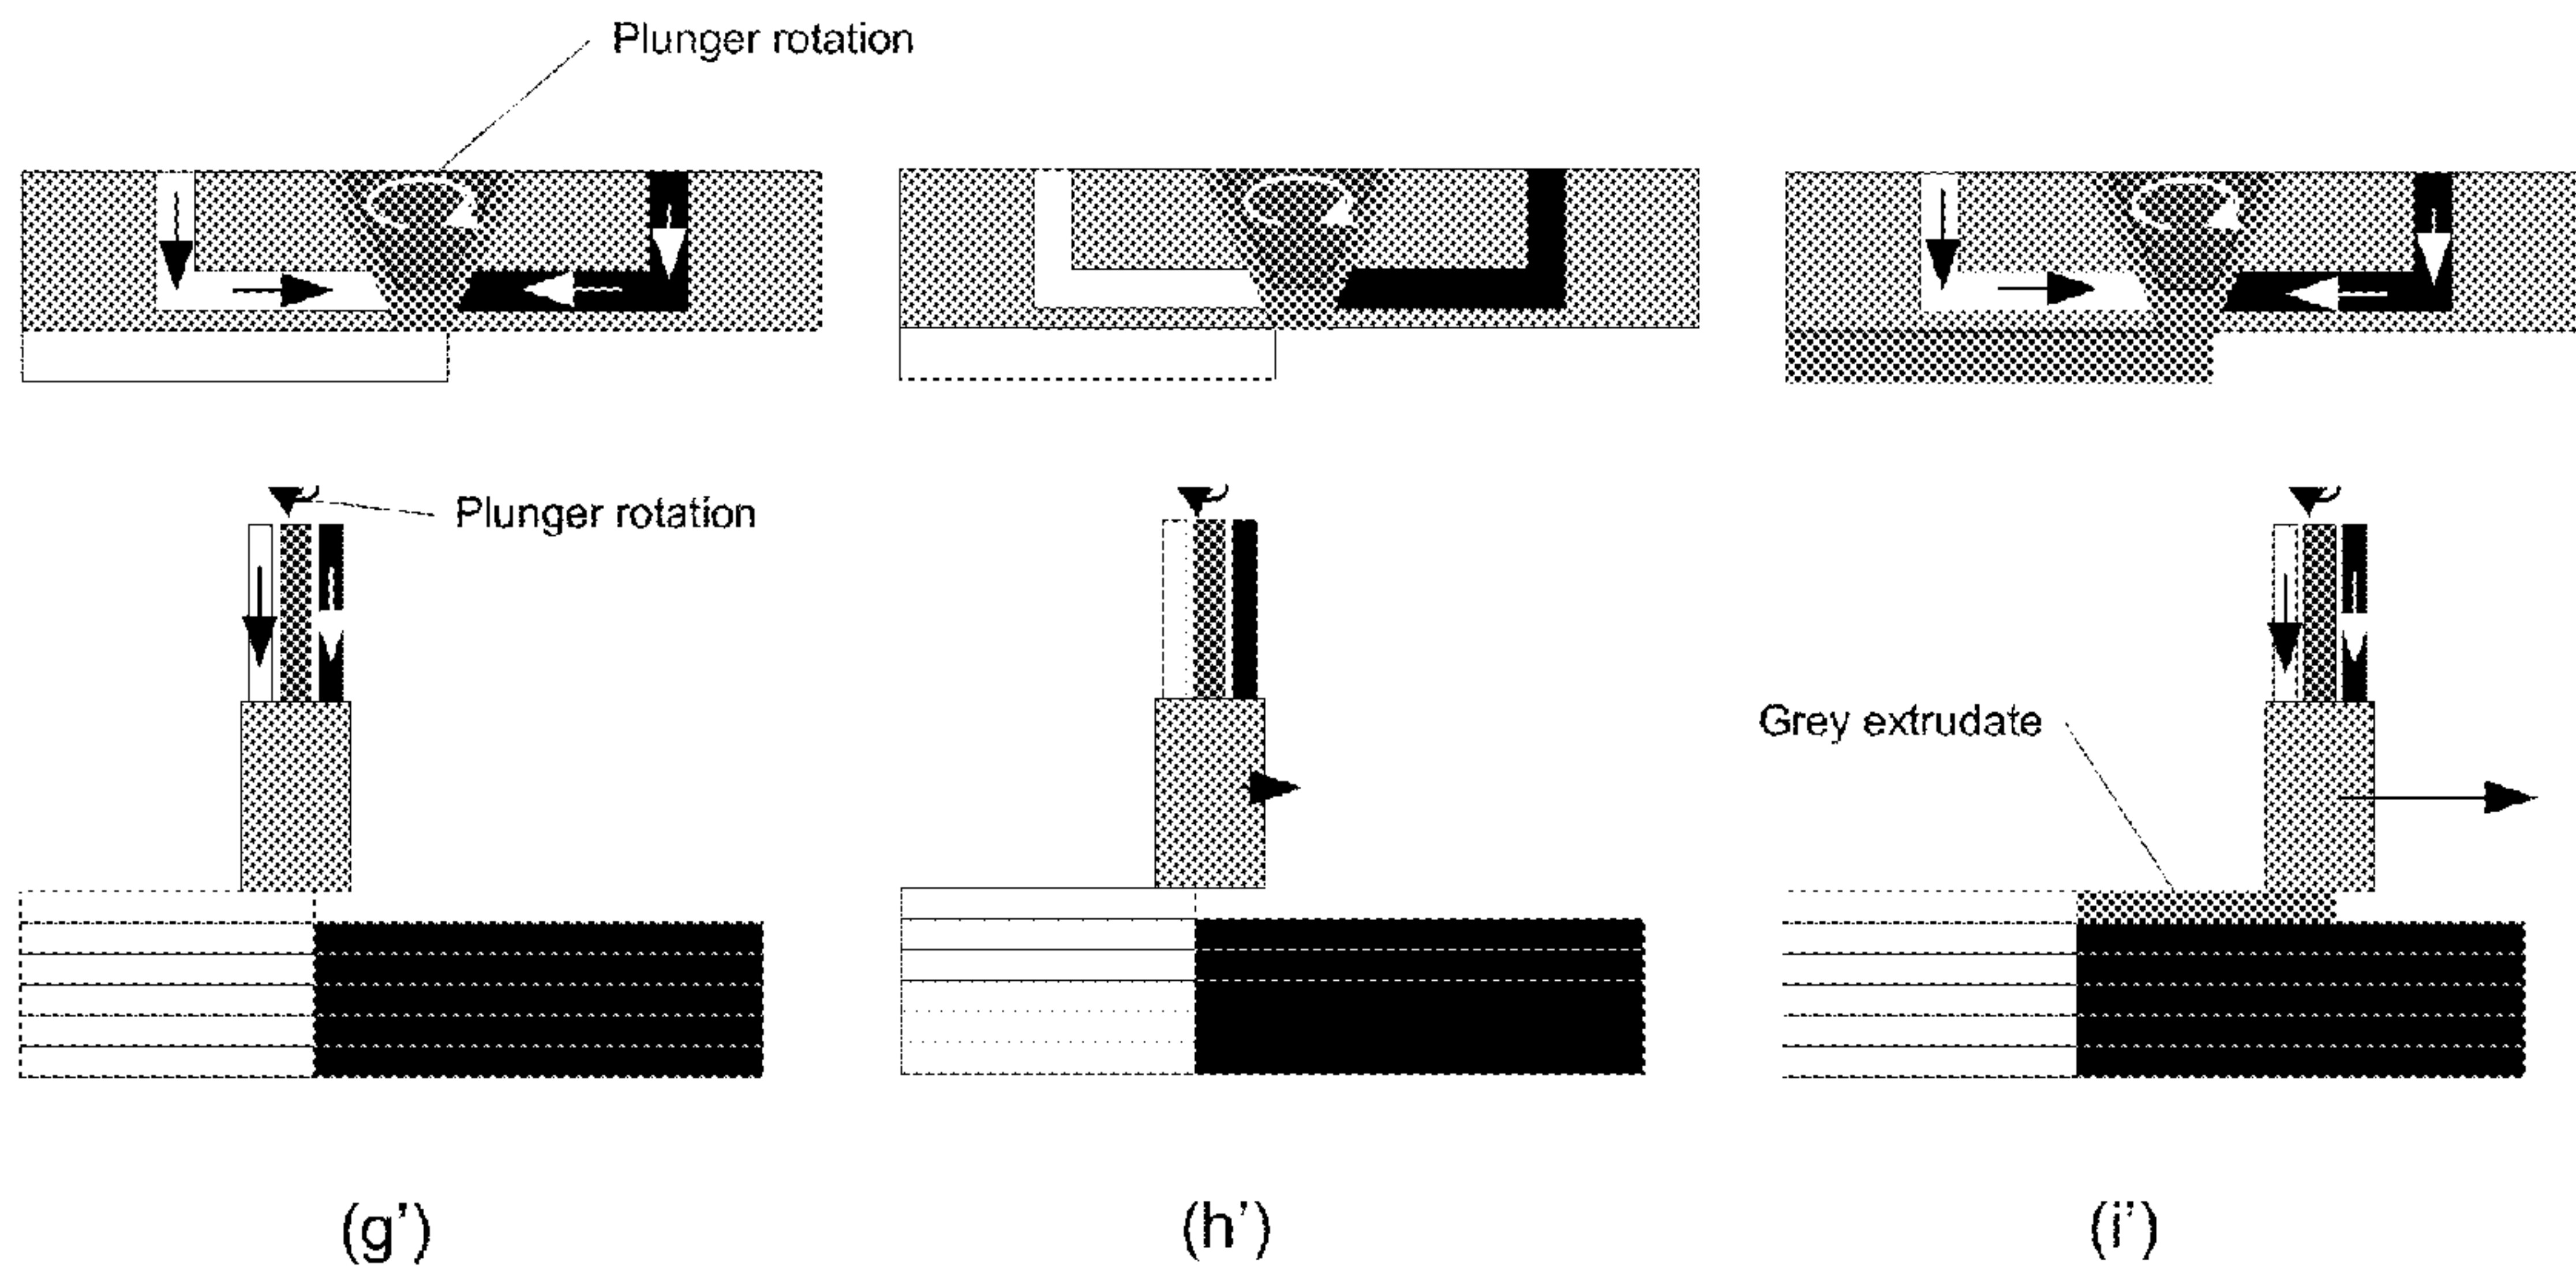 Plunger rotation
Plunger rotation
Grey extrudate
(g’)
(h’)
(i’)